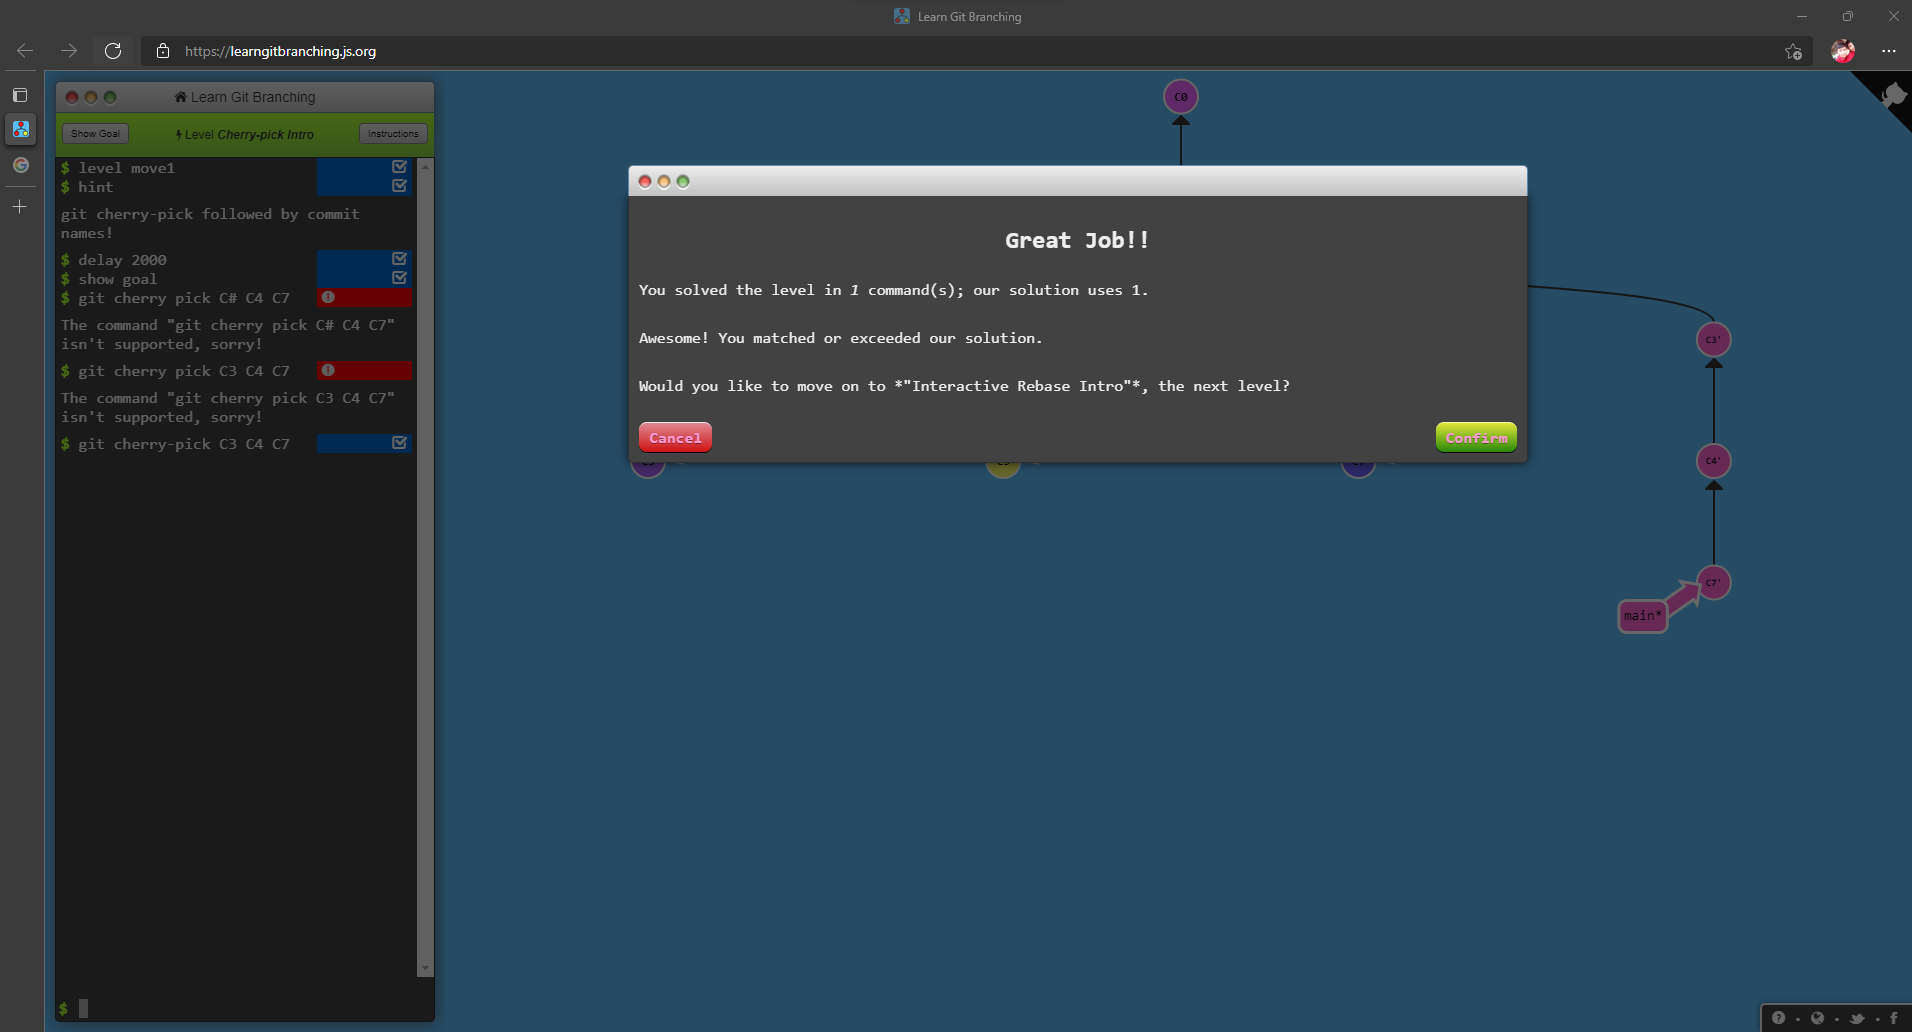 Learn Git Branching
https://learngitbranching.js.org
Learn Git Branching
Show Goal
Level Cherry-pick Intro
Instructions
$ level move1
$ hint
git cherry-pick followed by commit
names!
$ delay 2000
$ show goal
$ git cherry pick C# C4 C7
The command "git cherry pick C# C4 C7"
isn't supported, sorry!
$ git cherry pick C3 C4 C7
The command "git cherry pick C3 C4 C7"
isn't supported, sorry!
$ git cherry-pick C3 C4 C7
$
C0
Great Job!!
You solved the level in 1 command(s); our solution uses 1.
Awesome! You matched or exceeded our solution.
Would you like to move on to *"Interactive Rebase Intro"*, the next level?
Cancel
Confirm
C3'
C4'
C7'
main*